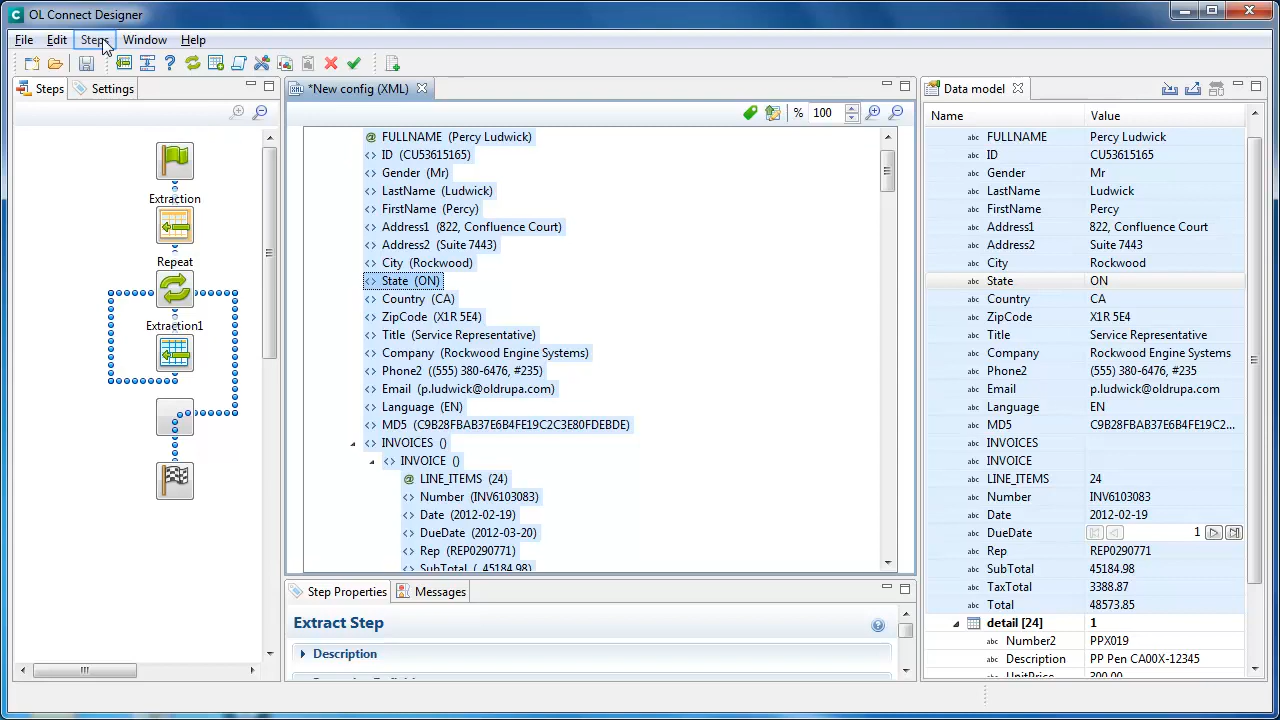 OL Connect Designer
File Edit Steps Window Help
Steps Settings
Extraction
Repeat
Extraction1
*New config (XML)
% 100
FULLNAME (Percy Ludwick)
ID (CU53615165)
Gender (Mr)
LastName (Ludwick)
FirstName (Percy)
Address1 (822, Confluence Court)
Address2 (Suite 7443)
City (Rockwood)
State (ON)
Country (CA)
ZipCode (X1R 5E4)
Title (Service Representative)
Company (Rockwood Engine Systems)
Phone2 ((555) 380-6476, #235)
Email (p.ludwick@oldrupa.com)
Language (EN)
MD5 (C9B28FBAB37E6B4FE19C2C3E80FDEBDE)
INVOICES ()
INVOICE ()
LINE_ITEMS (24)
Number (INV6103083)
Date (2012-02-19)
DueDate (2012-03-20)
Rep (REP0290771)
SubTotal ( 45184.98)
Step Properties Messages
Extract Step
Description
Data model
Name Value
FULLNAME Percy Ludwick
ID CU53615165
Gender Mr
LastName Ludwick
FirstName Percy
Address1 822, Confluence Court
Address2 Suite 7443
City Rockwood
State ON
Country CA
ZipCode X1R 5E4
Title Service Representative
Company Rockwood Engine Systems
Phone2 (555) 380-6476, #235
Email p.ludwick@oldrupa.com
Language EN
MD5 C9B28FBAB37E6B4FE19C2...
INVOICES
INVOICE
LINE_ITEMS 24
Number INV6103083
Date 2012-02-19
DueDate 1
Rep REP0290771
SubTotal 45184.98
TaxTotal 3388.87
Total 48573.85
detail [24] 1
Number2 PPX019
Description PP Pen CA00X-12345
UnitPrice 300.00